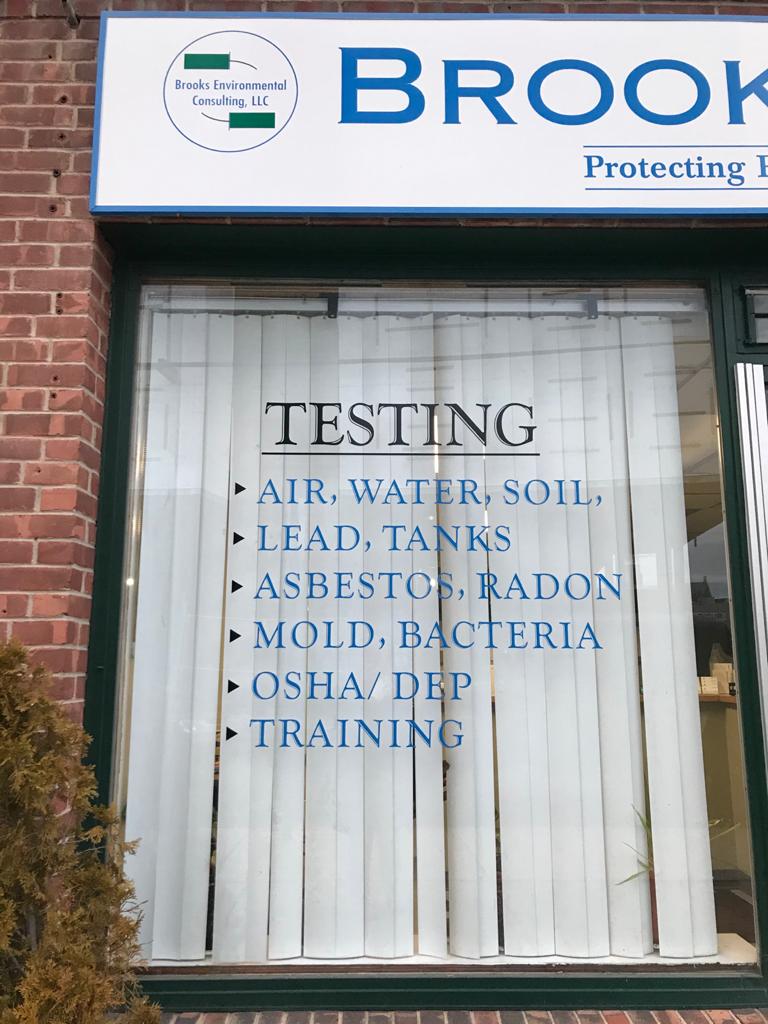 Brooks Environmental
Consulting, LLC
BROOK
Protecting
TESTING
AIR, WATER, SOIL,
LEAD, TANKS
ASBESTOS, RADON
MOLD, BACTERIA
OSHA/ DEP
TRAINING